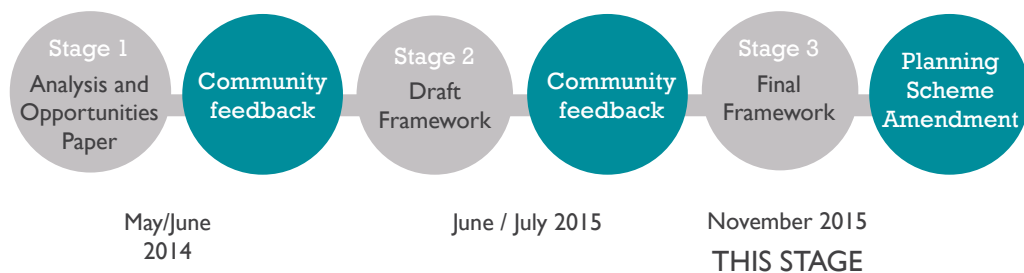 Stage 1
Analysis and
Opportunities
Paper
Community
feedback
Stage 2
Draft
Framework
Community
feedback
Stage 3
Final
Framework
Planning
Scheme
Amendment
May/June
2014
June / July 2015
November 2015
THIS STAGE